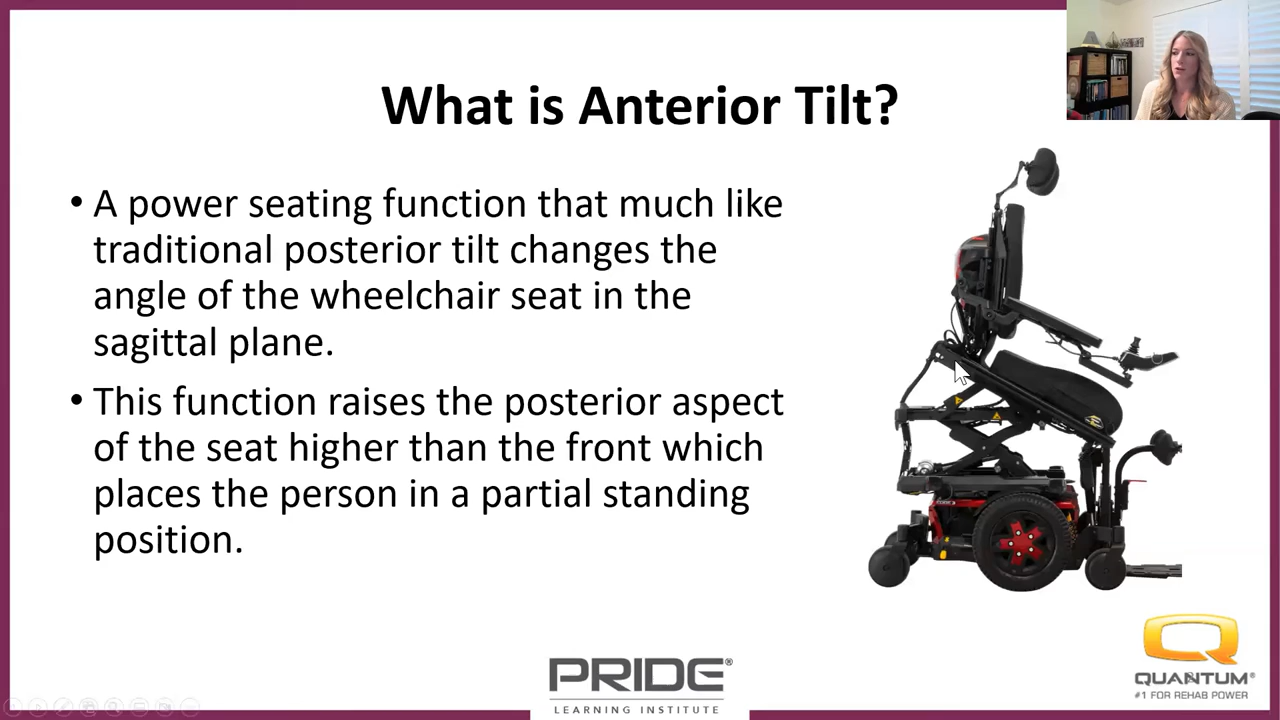 What is Anterior Tilt?
• A power seating function that much like
traditional posterior tilt changes the
angle of the wheelchair seat in the
sagittal plane.
• This function raises the posterior aspect
of the seat higher than the front which
places the person in a partial standing
position.
PRIDE®
LEARNING INSTITUTE
QUANTUM®
#1 FOR REHAB POWER